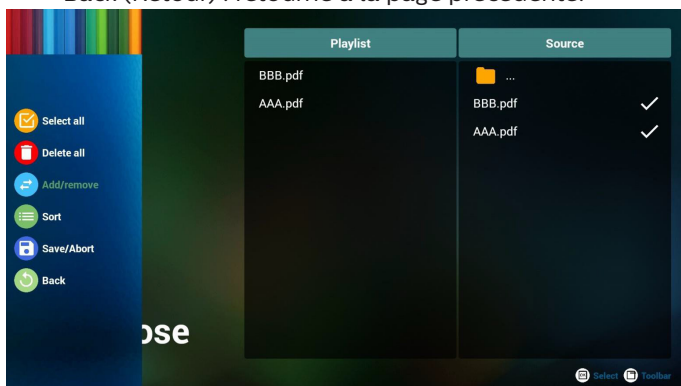 Back (Retour) : retourne à la page précédente.
Playlist
Source
BBB.pdf
AAA.pdf
...
BBB.pdf
AAA.pdf
Select all
Delete all
Add/remove
Sort
Save/Abort
Back
ose
OK Select Toolbar